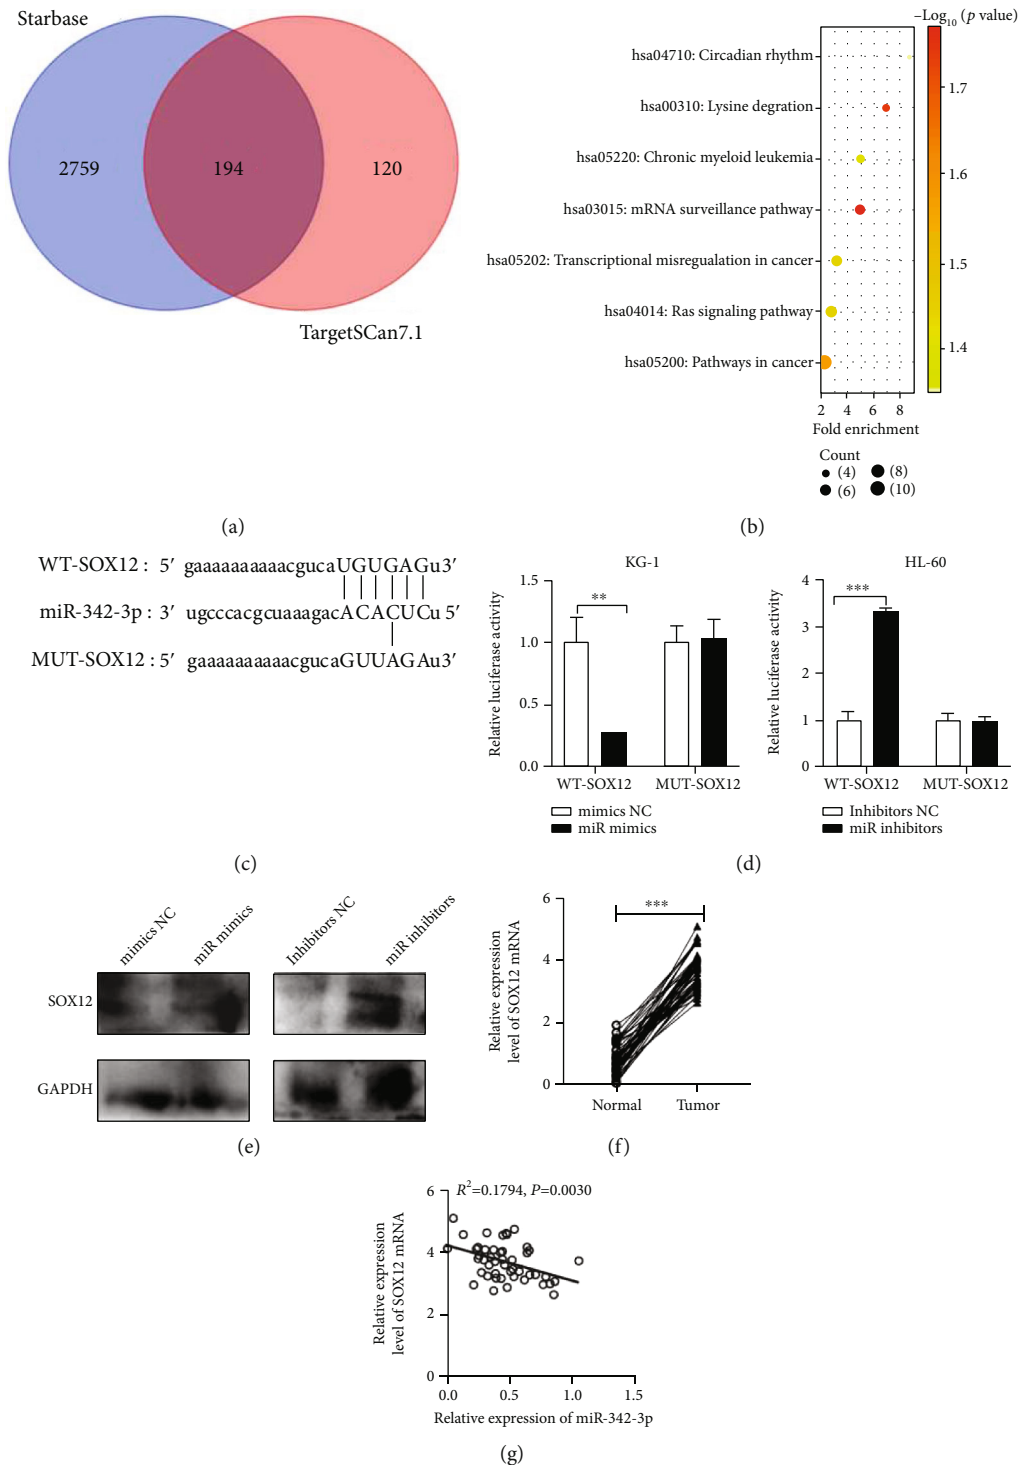 Starbase
2759
194
120
TargetSCan7.1
(a)
–Log10 (p value)
hsa04710: Circadian rhythm
hsa00310: Lysine degration
hsa05220: Chronic myeloid leukemia
hsa03015: mRNA surveillance pathway
hsa05202: Transcriptional misregualation in cancer
hsa04014: Ras signaling pathway
hsa05200: Pathways in cancer
1.7
1.6
1.5
1.4
2 4 6 8
Fold enrichment
Count
(4) (8)
(6) (10)
(b)
WT-SOX12 : 5′ gaaaaaaaaaacgucaUGUGAGu3′
miR-342-3p : 3′ ugcccacgcuaaagacACACUCu 5′
MUT-SOX12 : 5′ gaaaaaaaaaacgucaGUUAGAu3′
(c)
KG-1
Relative luciferase activity
1.5
1.0
0.5
0.0
**
WT-SOX12 MUT-SOX12
mimics NC
miR mimics
HL-60
Relative luciferase activity
4
3
2
1
0
***
WT-SOX12 MUT-SOX12
Inhibitors NC
miR inhibitors
(d)
mimics NC
miR mimics
Inhibitors NC
miR inhibitors
SOX12
GAPDH
(e)
Relative expression
level of SOX12 mRNA
6
4
2
0
***
Normal Tumor
(f)
R2=0.1794, P=0.0030
Relative expression
level of SOX12 mRNA
6
4
2
0
0.0 0.5 1.0 1.5
Relative expression of miR-342-3p
(g)